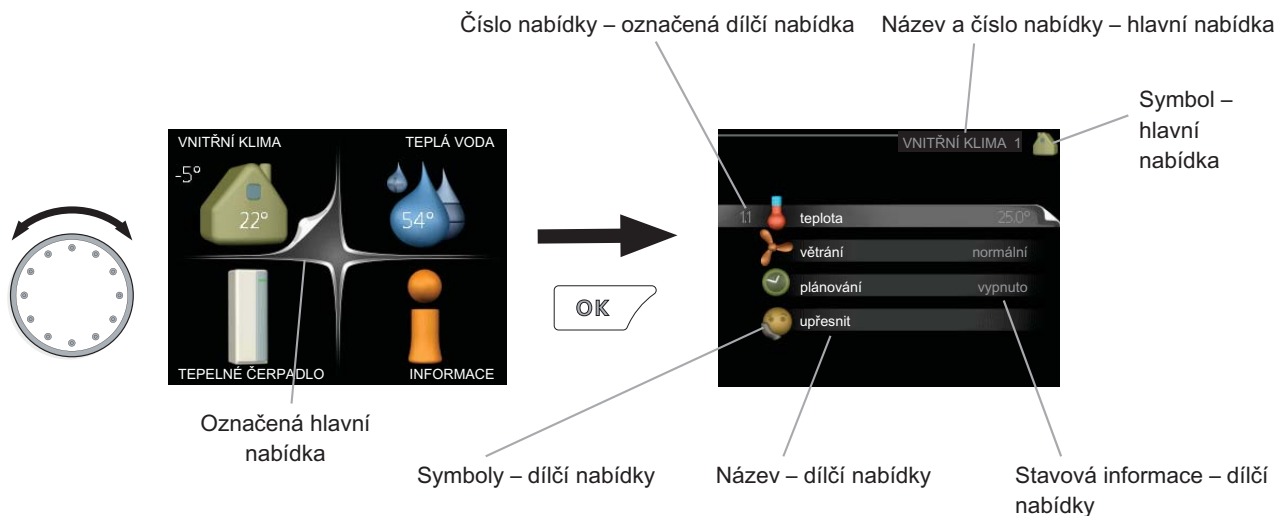 Číslo nabídky – označená dílčí nabídka
Název a číslo nabídky – hlavní nabídka
Symbol –
hlavní
nabídka
VNITŘNÍ KLIMA
TEPLÁ VODA
-5°
22°
54°
TEPELNÉ ČERPADLO
INFORMACE
OK
VNITŘNÍ KLIMA 1
1.1
teplota
25.0°
větrání
normální
plánování
vypnuto
upřesnit
Označená hlavní
nabídka
Symboly – dílčí nabídky
Název – dílčí nabídky
Stavová informace – dílčí
nabídky